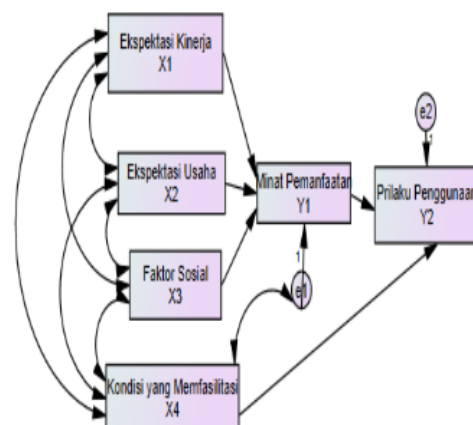 Ekspektasi Kinerja
X1
e2
1
Ekspektasi Usaha
X2
Minat Pemanfaatan
Y1
Prilaku Penggunaan
Y2
Faktor Sosial
X3
1
e1
Kondisi yang Memfasilitasi
X4